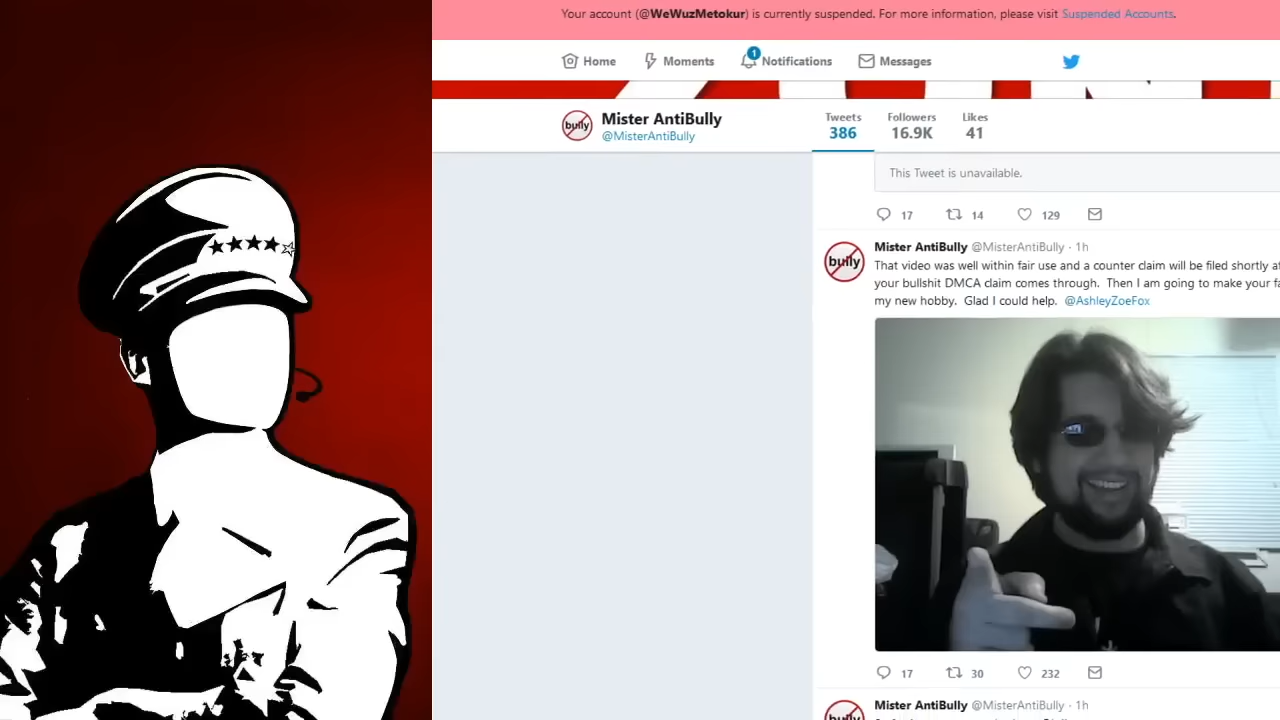 Your account (@WeWuzMetokur) is currently suspended. For more information, please visit Suspended Accounts.
Home
Moments
1
Notifications
Messages
Mister AntiBully
@MisterAntiBully
bully
Tweets
386
Followers
16.9K
Likes
41
This Tweet is unavailable.
17
14
129
bully
Mister AntiBully @MisterAntiBully · 1h
That video was well within fair use and a counter claim will be filed shortly
your bullshit DMCA claim comes through. Then I am going to make your
my new hobby. Glad I could help. @AshleyZoeFox
17
30
232
Mister AntiBully @MisterAntiBully · 1h